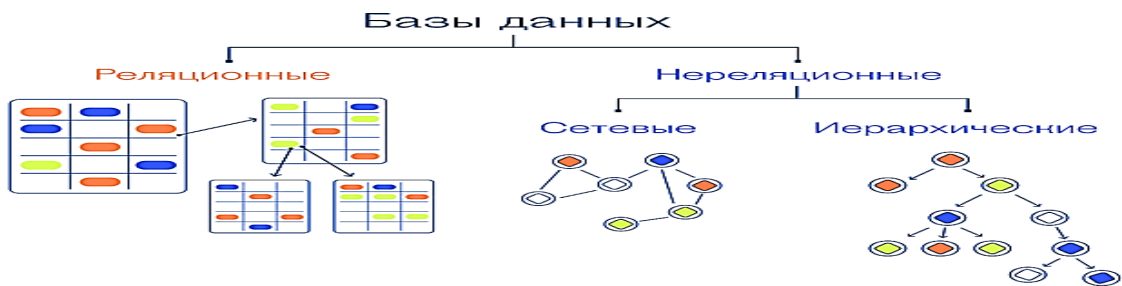 Базы данных
Реляционные
Нереляционные
Сетевые
Иерархические